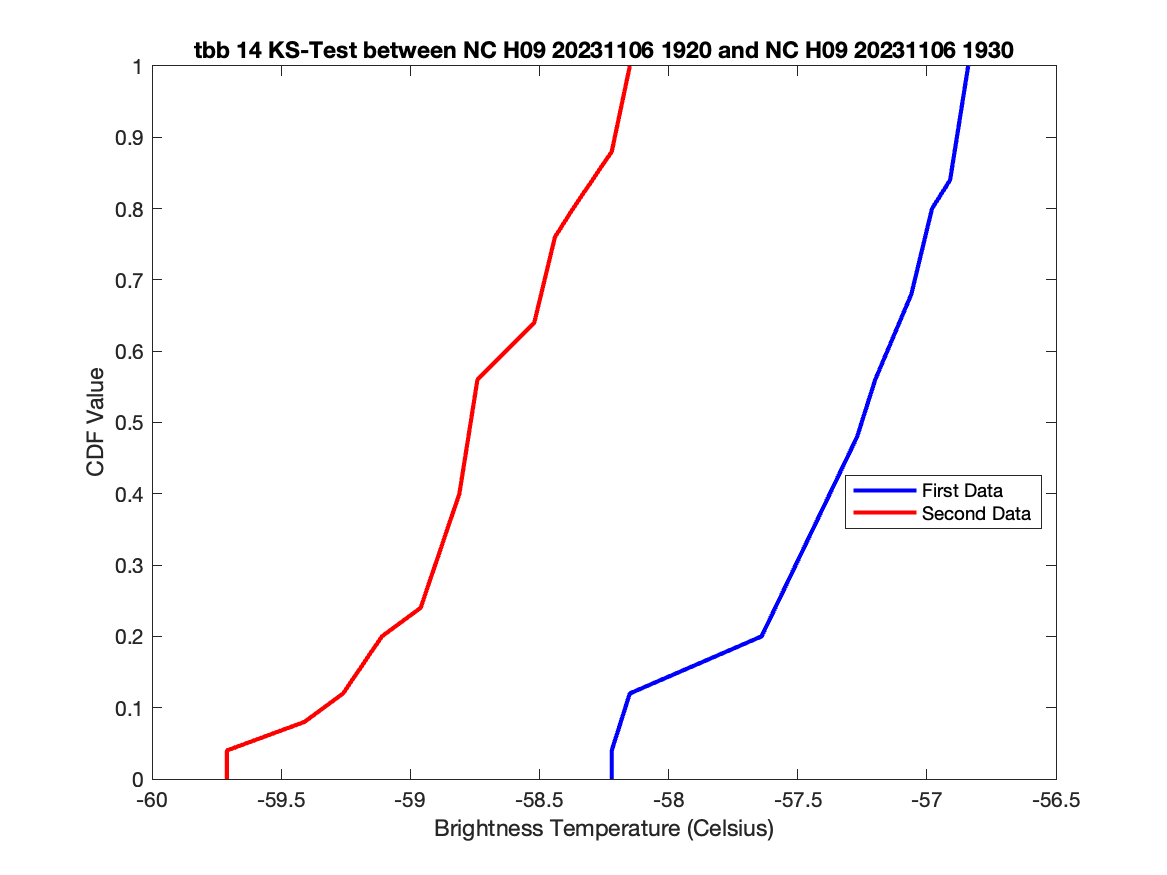 tbb 14 KS-Test between NC H09 20231106 1920 and NC H09 20231106 1930
1
0.9
0.8
0.7
0.6
0.5
0.4
0.3
0.2
0.1
0
CDF Value
First Data
Second Data
-60 -59.5 -59 -58.5 -58 -57.5 -57 -56.5
Brightness Temperature (Celsius)